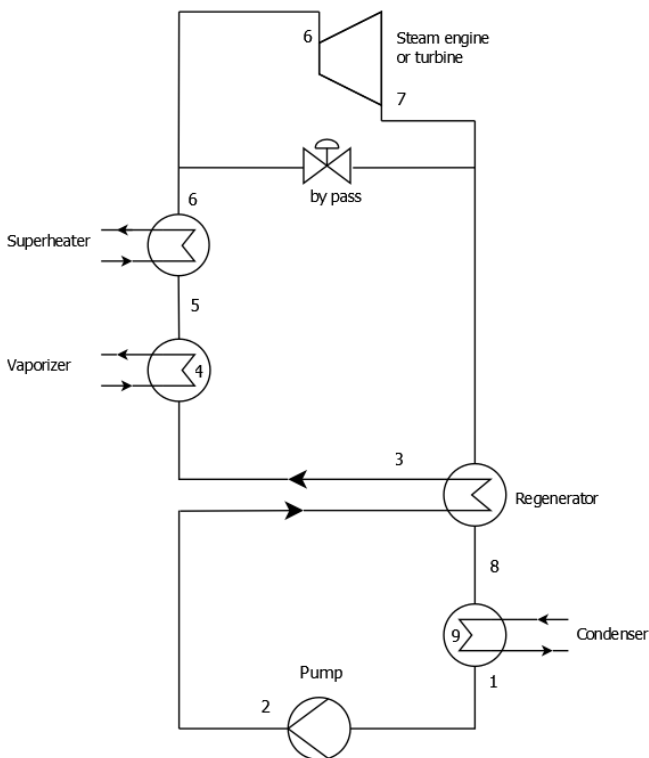 6
Steam engine
or turbine
7
by pass
6
Superheater
5
Vaporizer
4
3
Regenerator
8
9
Condenser
Pump
1
2